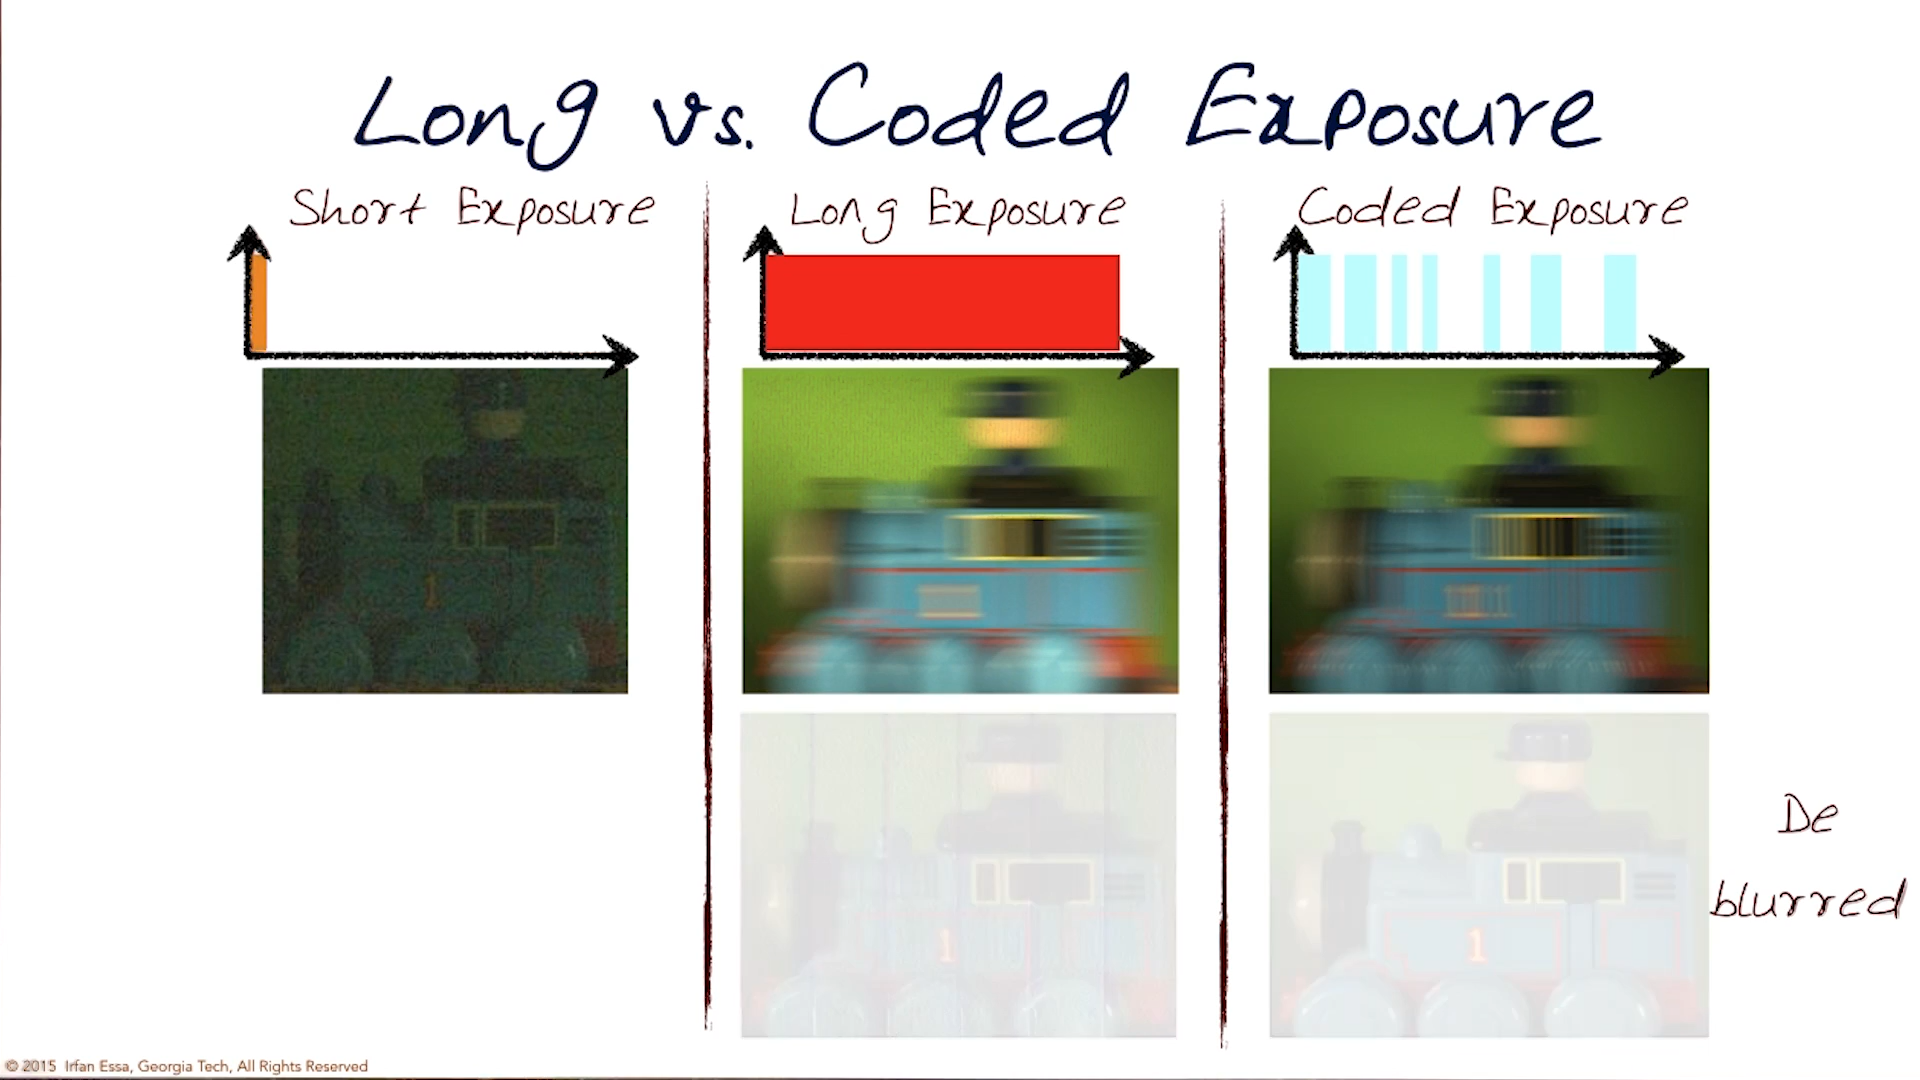 Long vs. Coded Exposure
Short Exposure
Long Exposure
Coded Exposure
1
1
1
De
blurred
© 2015 Irfan Essa, Georgia Tech, All Rights Reserved